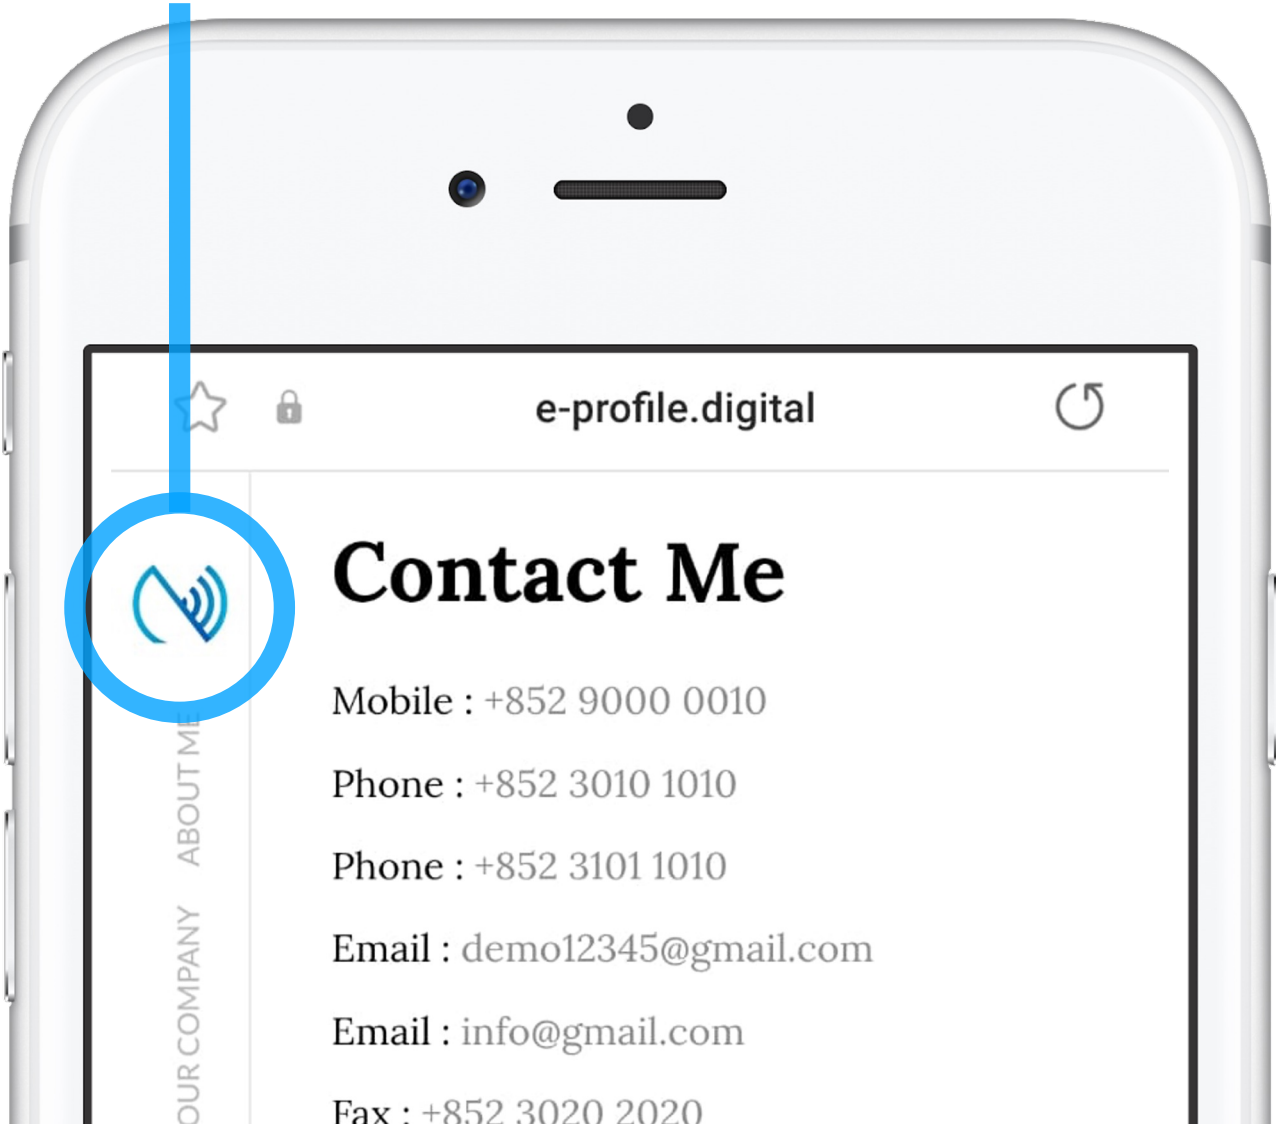 e-profile.digital
Contact Me
Mobile : +852 9000 0010
Phone : +852 3010 1010
Phone : +852 3101 1010
Email : demo12345@gmail.com
Email : info@gmail.com
Fax : +852 3020 2020
ABOUT ME
OUR COMPANY